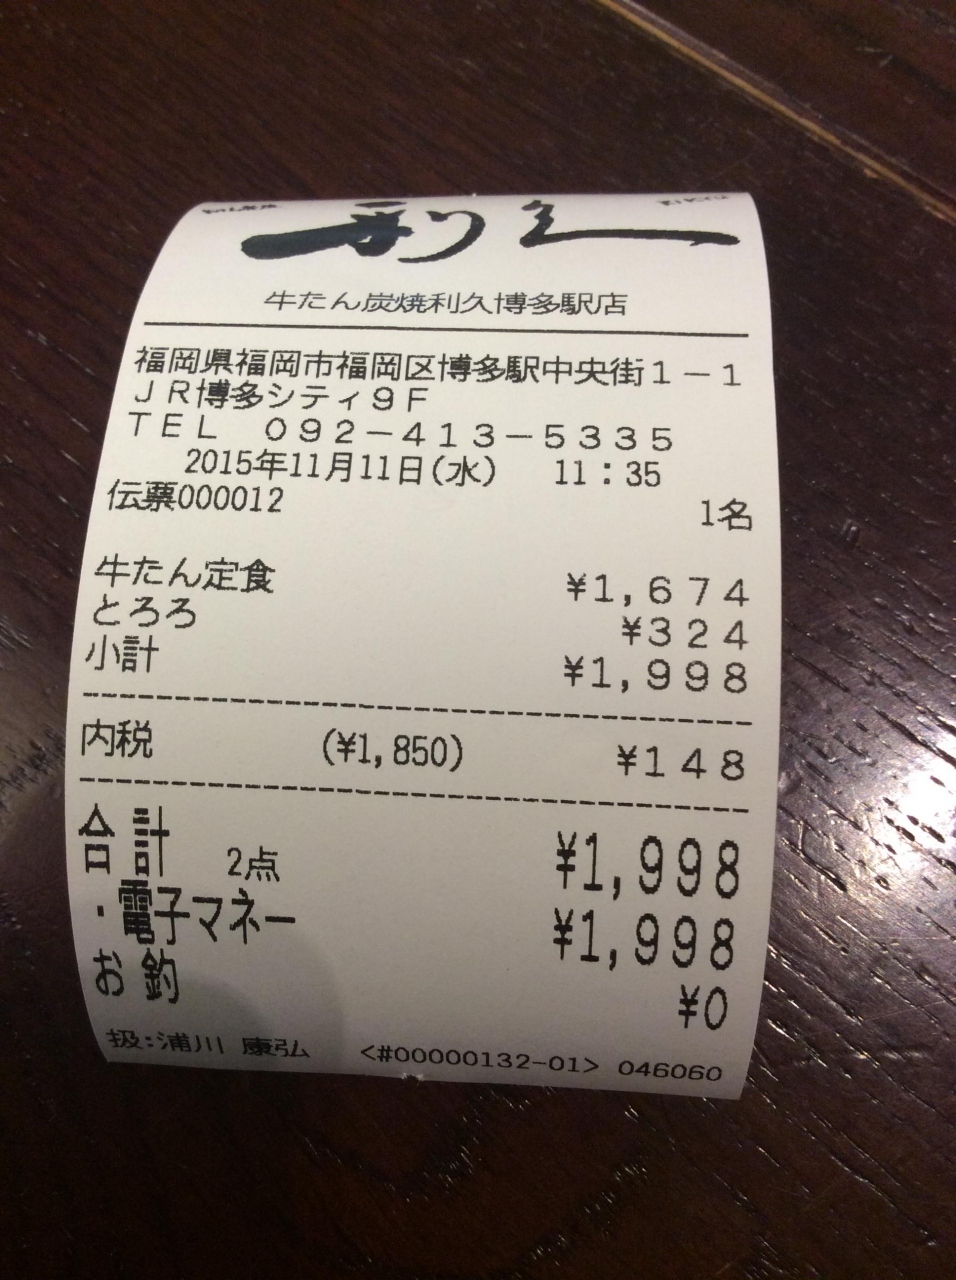 利久
牛たん炭焼利久博多駅店
福岡県福岡市福岡区博多駅中央街１－１
ＪＲ博多シティ９Ｆ
ＴＥＬ　０９２－４１３－５３３５
2015年11月11日(水)　11：35
伝票000012
1名
牛たん定食 ¥1,674
とろろ ¥324
小計 ¥1,998
内税 (¥1,850) ¥148
合計 2点 ¥1,998
・電子マネー ¥1,998
お釣 ¥0
扱:浦川 康弘 <#00000132-01> 046060